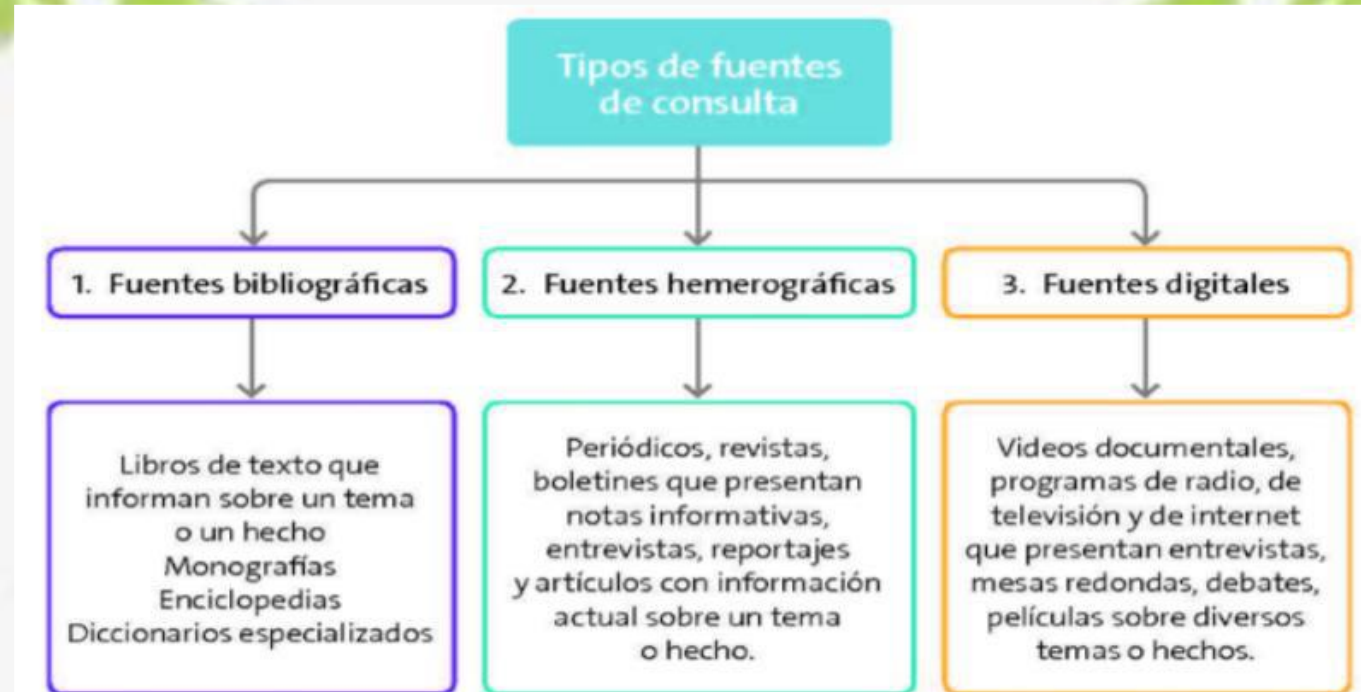 Tipos de fuentes
de consulta
1. Fuentes bibliográficas
2. Fuentes hemerográficas
3. Fuentes digitales
Libros de texto que
informan sobre un tema
o un hecho
Monografías
Enciclopedias
Diccionarios especializados
Periódicos, revistas,
boletines que presentan
notas informativas,
entrevistas, reportajes
y artículos con información
actual sobre un tema
o hecho.
Videos documentales,
programas de radio, de
televisión y de internet
que presentan entrevistas,
mesas redondas, debates,
películas sobre diversos
temas o hechos.